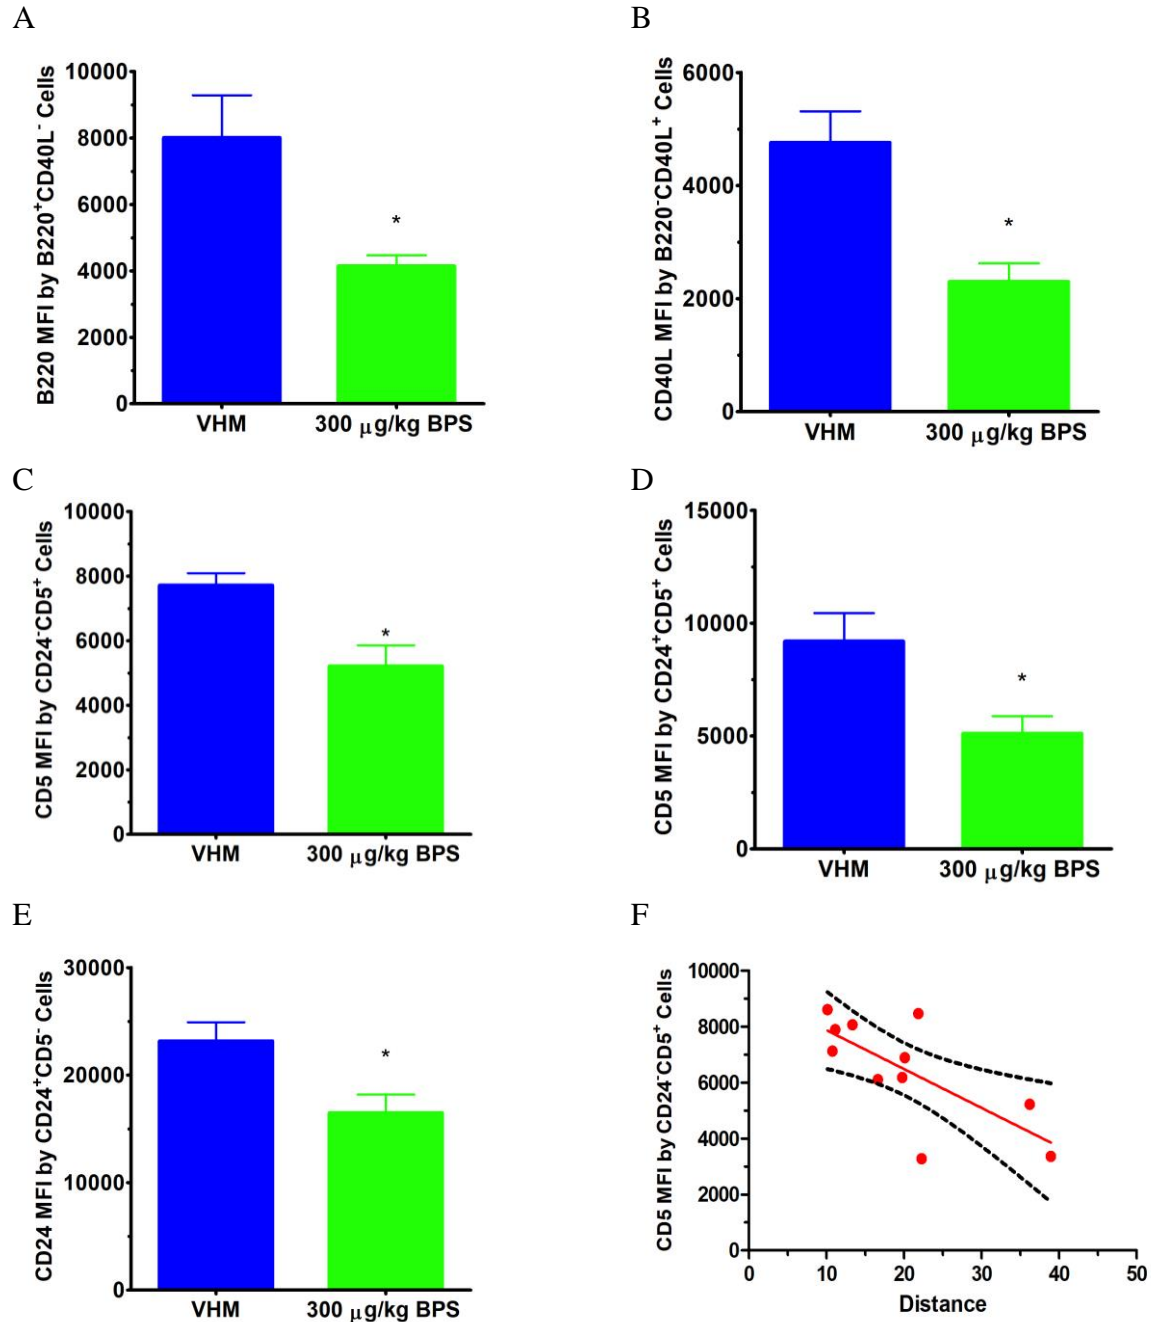 A
B220 MFI by B220⁺CD40L⁻ Cells
10000
8000
6000
4000
2000
0
*
VHM
300 μg/kg BPS
B
CD40L MFI by B220⁻CD40L⁺ Cells
6000
4000
2000
0
*
VHM
300 μg/kg BPS
C
CD5 MFI by CD24⁻CD5⁺ Cells
10000
8000
6000
4000
2000
0
*
VHM
300 μg/kg BPS
D
CD5 MFI by CD24⁺CD5⁺ Cells
15000
10000
5000
0
*
VHM
300 μg/kg BPS
E
CD24 MFI by CD24⁺CD5⁻ Cells
30000
20000
10000
0
*
VHM
300 μg/kg BPS
F
CD5 MFI by CD24⁻CD5⁺ Cells
10000
8000
6000
4000
2000
0
0 10 20 30 40 50
Distance